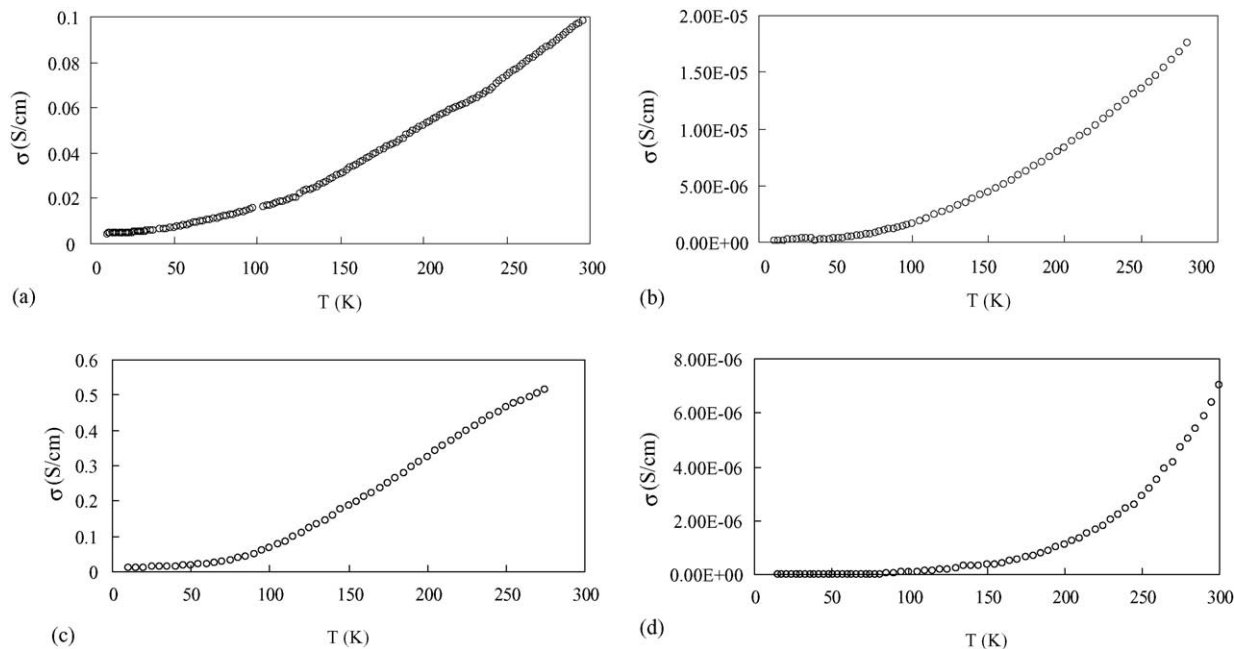 0.1
0.08
0.06
0.04
0.02
0
σ (S/cm)
0 50 100 150 200 250 300
T (K)
(a)
2.00E-05
1.50E-05
1.00E-05
5.00E-06
0.00E+00
σ (S/cm)
0 50 100 150 200 250 300
T (K)
(b)
0.6
0.5
0.4
0.3
0.2
0.1
0
σ (S/cm)
0 50 100 150 200 250 300
T (K)
(c)
8.00E-06
6.00E-06
4.00E-06
2.00E-06
0.00E+00
σ (S/cm)
0 50 100 150 200 250 300
T (K)
(d)